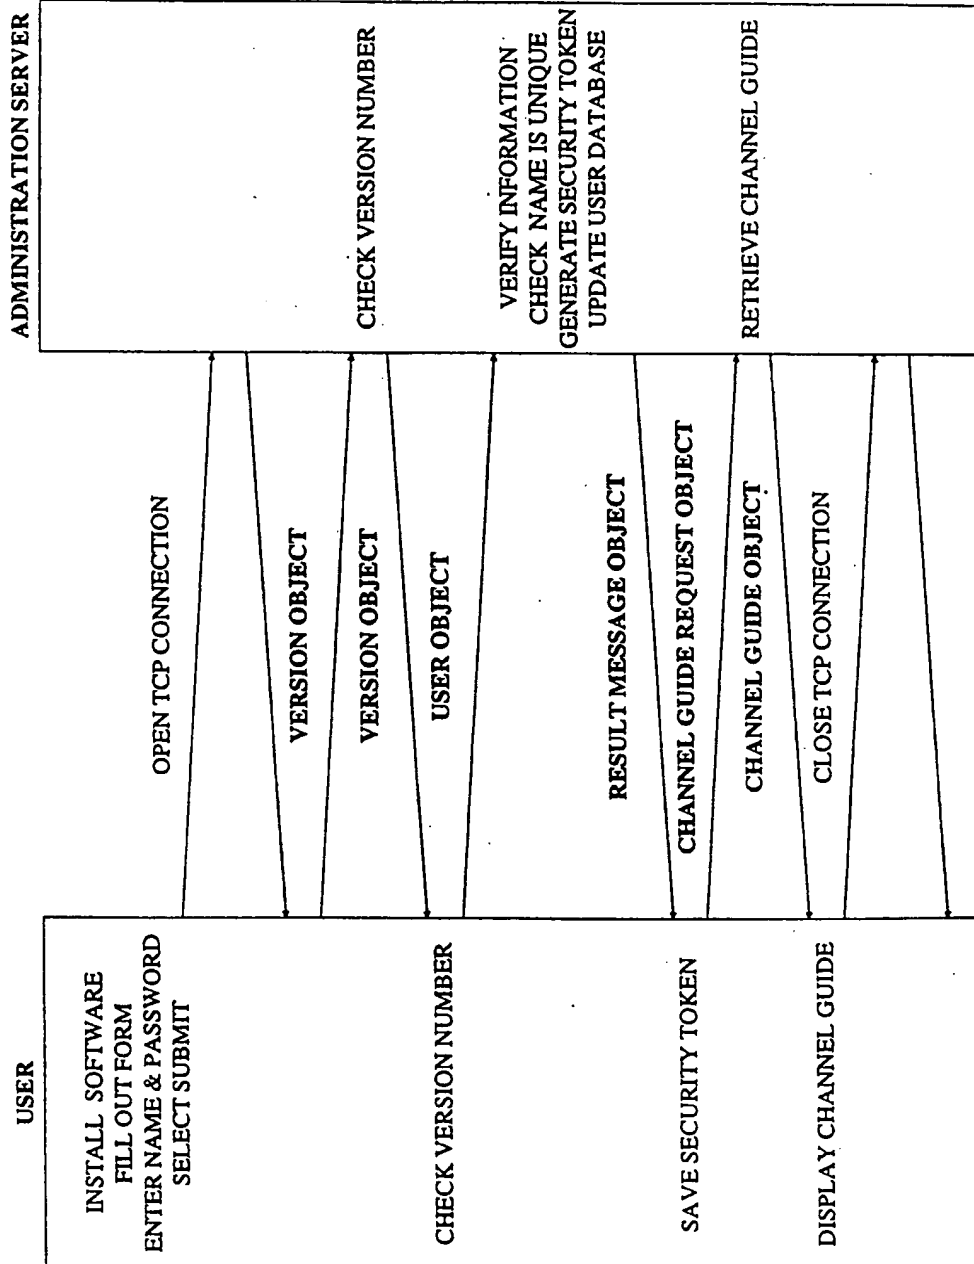 USER
ADMINISTRATION SERVER
INSTALL SOFTWARE
FILL OUT FORM
ENTER NAME & PASSWORD
SELECT SUBMIT
OPEN TCP CONNECTION
VERSION OBJECT
VERSION OBJECT
CHECK VERSION NUMBER
CHECK VERSION NUMBER
USER OBJECT
VERIFY INFORMATION
CHECK NAME IS UNIQUE
GENERATE SECURITY TOKEN
UPDATE USER DATABASE
RESULT MESSAGE OBJECT
SAVE SECURITY TOKEN
CHANNEL GUIDE REQUEST OBJECT
RETRIEVE CHANNEL GUIDE
CHANNEL GUIDE OBJECT
DISPLAY CHANNEL GUIDE
CLOSE TCP CONNECTION